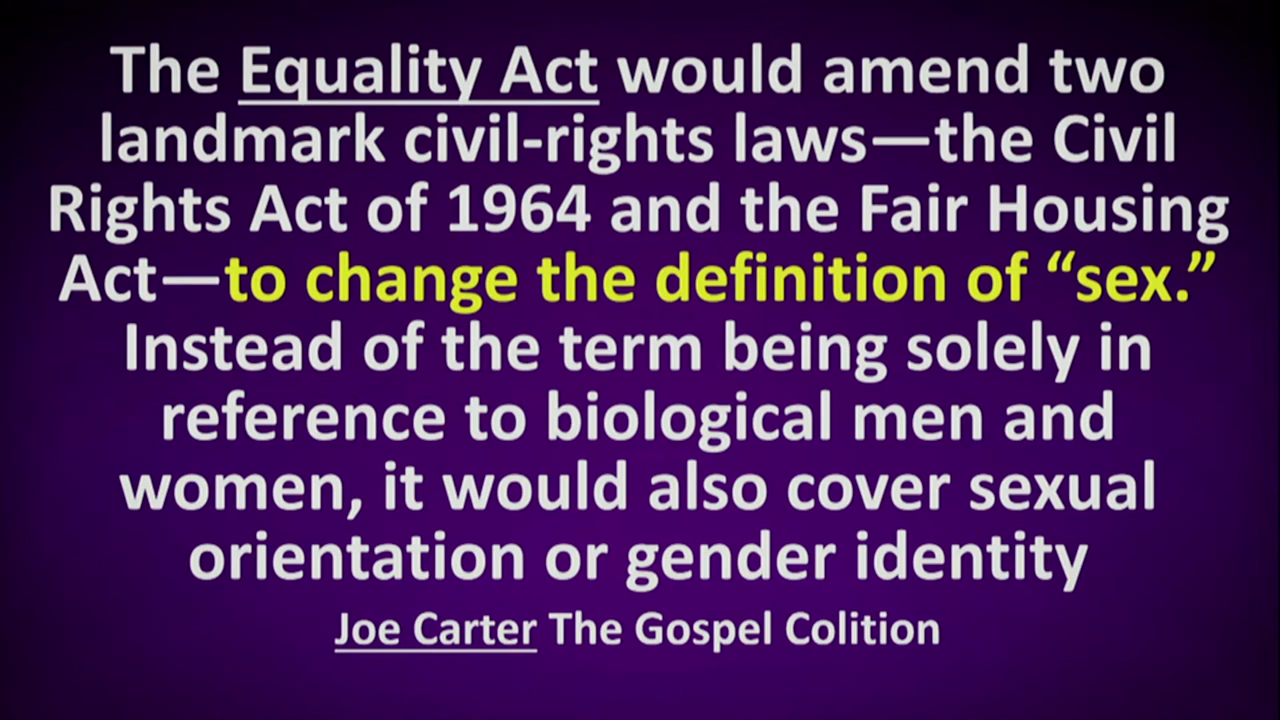 The Equality Act would amend two
landmark civil-rights laws—the Civil
Rights Act of 1964 and the Fair Housing
Act—to change the definition of “sex.”
Instead of the term being solely in
reference to biological men and
women, it would also cover sexual
orientation or gender identity
Joe Carter The Gospel Colition